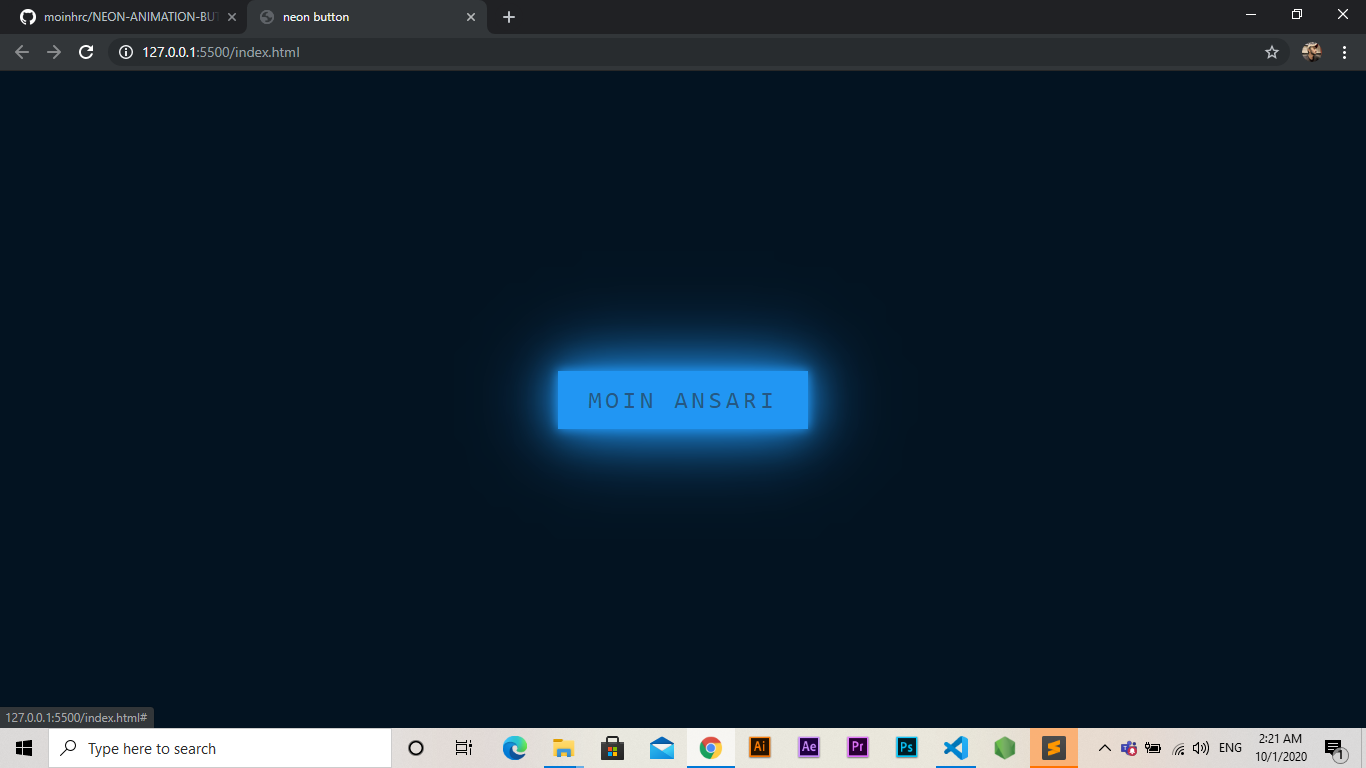 moinhrc/NEON-ANIMATION-BUT
neon button
127.0.0.1:5500/index.html
MOIN ANSARI
127.0.0.1:5500/index.html#
Type here to search
Ai
Ae
Pr
Ps
ENG
2:21 AM
10/1/2020
1